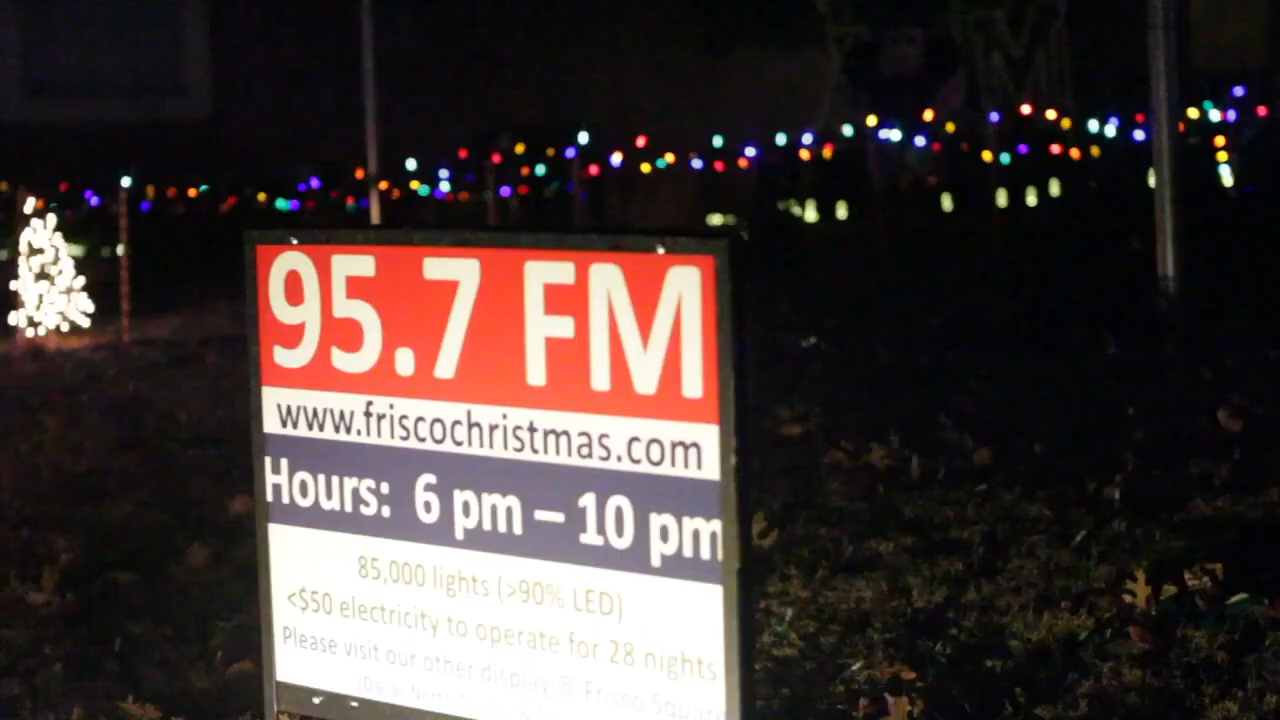 95.7 FM
www.friscochristmas.com
Hours: 6 pm – 10 pm
85,000 lights (>90% LED)
<$50 electricity to operate for 28 nights
Please visit our other display @ Frisco Square